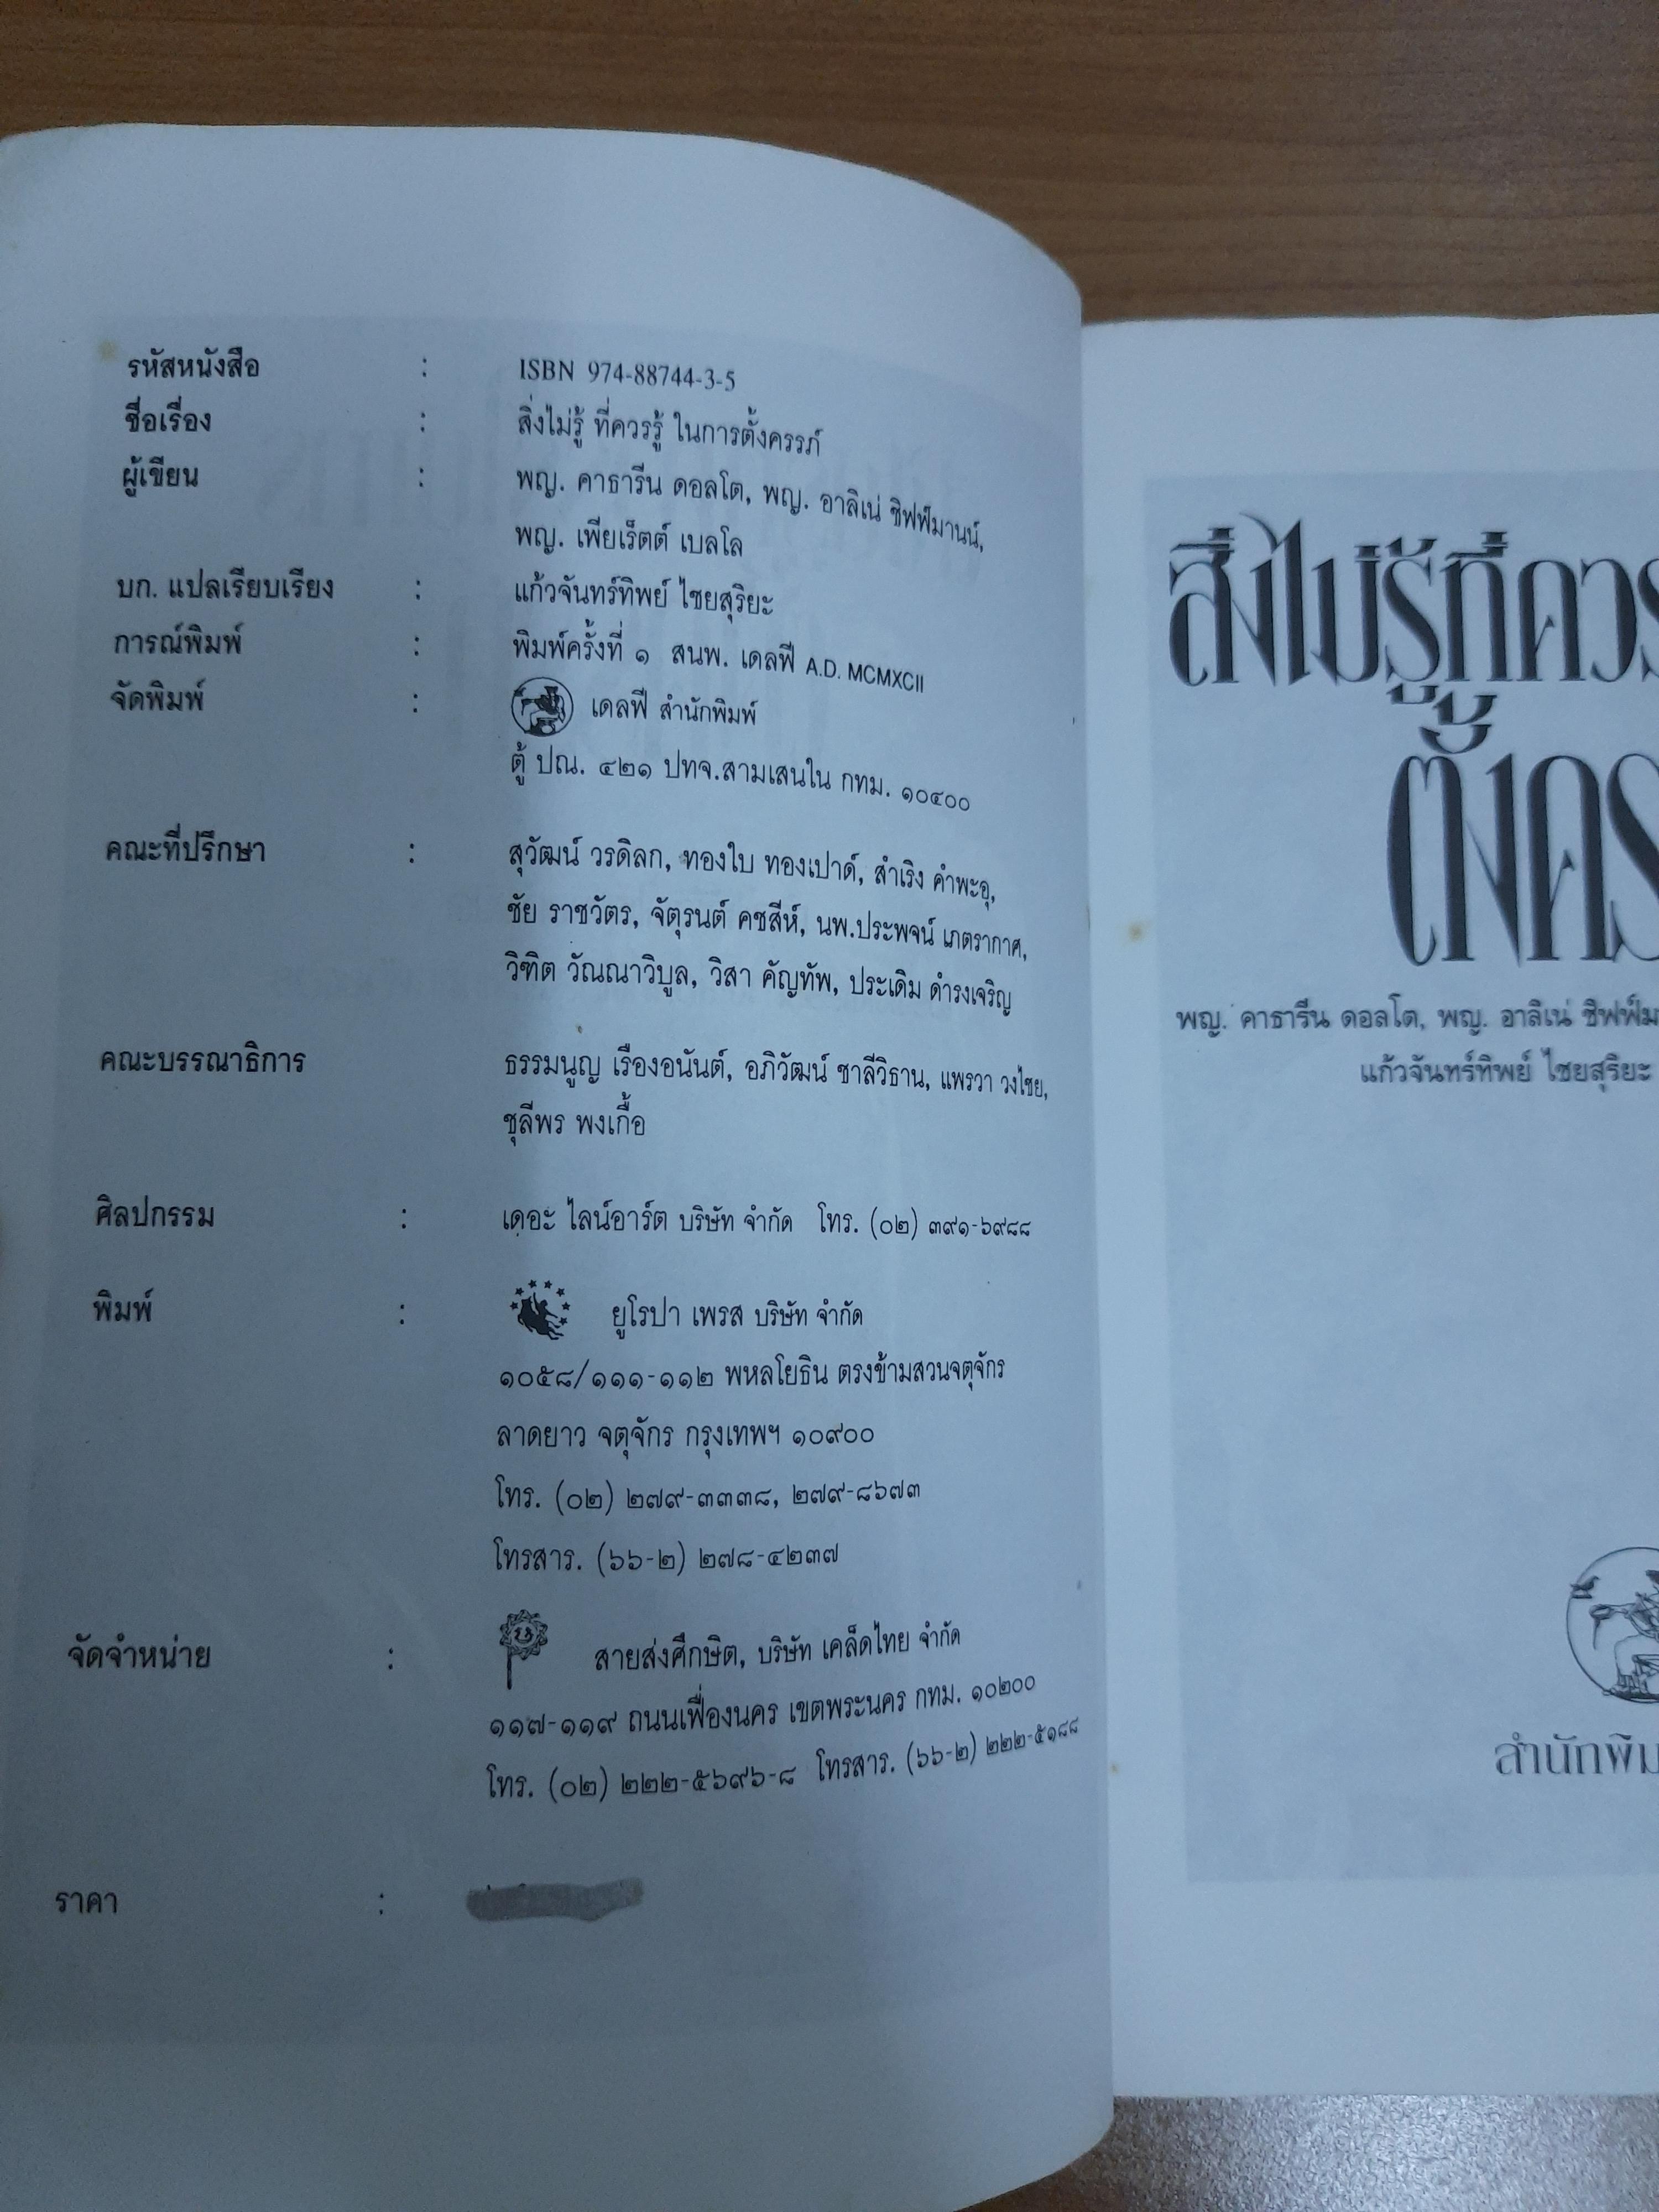 รหัสหนังสือ : ISBN 974-88744-3-5
ชื่อเรื่อง : สิ่งไม่รู้ ที่ควรรู้ ในการตั้งครรภ์
ผู้เขียน : พญ. คาธารีน ดอลโต, พญ. อาลิเน่ ชิฟฟ์มานน์,
พญ. เพียเร็ตต์ เบลโล
บก. แปลเรียบเรียง : แก้วจันทร์ทิพย์ ไชยสุริยะ
การณ์พิมพ์ : พิมพ์ครั้งที่ ๑ สนพ. เดลฟี A.D. MCMXCII
จัดพิมพ์ : เดลฟี สำนักพิมพ์
ตู้ ปณ. ๔๒๑ ปทจ.สามเสนใน กทม. ๑๐๔๐๐
คณะที่ปรึกษา : สุวัฒน์ วรดิลก, ทองใบ ทองเปาด์, สำเริง คำพะอุ,
ชัย ราชวัตร, จัตุรนต์ คชสีห์, นพ.ประพจน์ เภตรากาศ,
วิฑิต วัณณาวิบูล, วิสา คัญทัพ, ประเดิม ดำรงเจริญ
คณะบรรณาธิการ ธรรมนูญ เรืองอนันต์, อภิวัฒน์ ชาลีวิธาน, แพรวา วงไชย,
ชุลีพร พงเกื้อ
ศิลปกรรม : เดอะ ไลน์อาร์ต บริษัท จำกัด โทร. (๐๒) ๓๙๑-๖๙๘๘
พิมพ์ : ยูโรปา เพรส บริษัท จำกัด
๑๐๕๘/๑๑๑-๑๑๒ พหลโยธิน ตรงข้ามสวนจตุจักร
ลาดยาว จตุจักร กรุงเทพฯ ๑๐๙๐๐
โทร. (๐๒) ๒๗๙-๓๓๓๘, ๒๗๙-๘๖๗๓
โทรสาร. (๖๖-๒) ๒๗๘-๔๒๓๗
จัดจำหน่าย : สายส่งศึกษิต, บริษัท เคล็ดไทย จำกัด
๑๑๗-๑๑๙ ถนนเฟื่องนคร เขตพระนคร กทม. ๑๐๒๐๐
โทร. (๐๒) ๒๒๒-๕๖๙๖-๘ โทรสาร. (๖๖-๒) ๒๒๒-๕๑๘๘
ราคา :
สิ่งไม่รู้ที่ควร
ตั้งคร
พญ. คาธารีน ดอลโต, พญ. อาลิเน่ ชิฟฟ์ม
แก้วจันทร์ทิพย์ ไชยสุริยะ
สำนักพิม